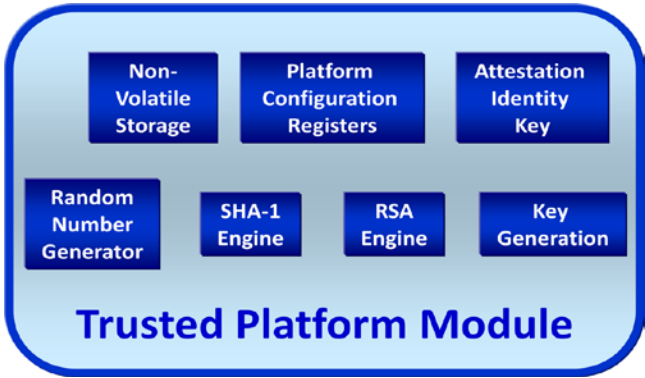 Non-
Volatile
Storage
Platform
Configuration
Registers
Attestation
Identity
Key
Random
Number
Generator
SHA-1
Engine
RSA
Engine
Key
Generation
Trusted Platform Module